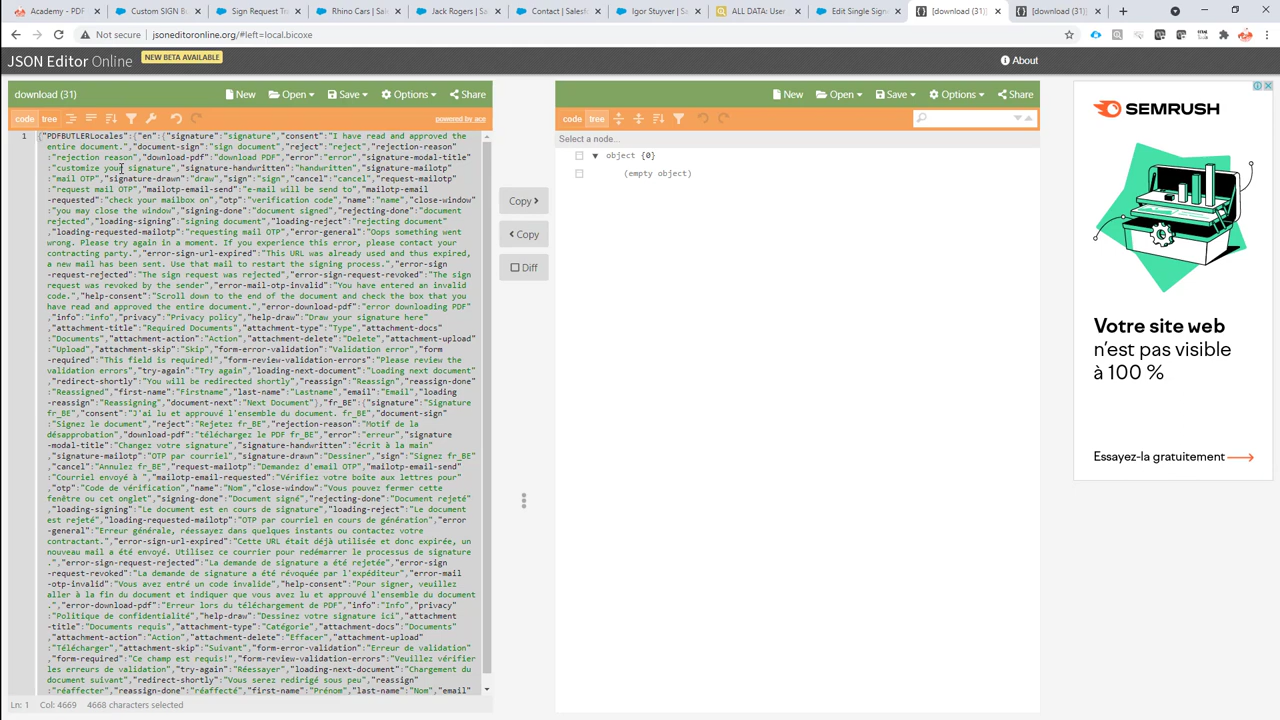 Academy - PDF
Custom SIGN B
Sign Request Tr
Rhino Cars | Sales
Jack Rogers | Sal
Contact | Salesf
Igor Stuyver | Sa
ALL DATA: User
Edit Single Sign
[download (31)]
[download (31)]
Not secure | jsoneditoronline.org/#left=local.bicoxe
JSON Editor Online
NEW BETA AVAILABLE
About
download (31)
New
Open
Save
Options
Share
New
Open
Save
Options
Share
code
tree
powered by ace
code
tree
1
{"PDFBUTLERLocales":{"en":{"signature":"signature","consent":"I have read and approved the
entire document.","document-sign":"sign document","reject":"reject","rejection-reason"
:"rejection reason","download-pdf":"download PDF","error":"error","signature-modal-title"
:"customize your signature","signature-handwritten":"handwritten","signature-mailotp"
:"mail OTP","signature-drawn":"draw","sign":"sign","cancel":"cancel","request-mailotp"
:"request mail OTP","mailotp-email-send":"e-mail will be send to","mailotp-email
-requested":"check your mailbox on","otp":"verification code","name":"name","close-window"
:"you may close the window","signing-done":"document signed","rejecting-done":"document
rejected","loading-signing":"signing document","loading-reject":"rejecting document"
,"loading-requested-mailotp":"requesting mail OTP","error-general":"Oops something went
wrong. Please try again in a moment. If you experience this error, please contact your
contracting party.","error-sign-url-expired":"This URL was already used and thus expired,
a new mail has been sent. Use that mail to restart the signing process.","error-sign
-request-rejected":"The sign request was rejected","error-sign-request-revoked":"The sign
request was revoked by the sender","error-mail-otp-invalid":"You have entered an invalid
code.","help-consent":"Scroll down to the end of the document and check the box that you
have read and approved the entire document.","error-download-pdf":"error downloading PDF"
,"info":"info","privacy":"Privacy policy","help-draw":"Draw your signature here"
,"attachment-title":"Required Documents","attachment-type":"Type","attachment-docs"
:"Documents","attachment-action":"Action","attachment-delete":"Delete","attachment-upload"
:"Upload","attachment-skip":"Skip","form-error-validation":"Validation error","form
-required":"This field is required!","form-review-validation-errors":"Please review the
validation errors","try-again":"Try again","loading-next-document":"Loading next document"
,"redirect-shortly":"You will be redirected shortly","reassign":"Reassign","reassign-done"
:"Reassigned","first-name":"Firstname","last-name":"Lastname","email":"Email","loading
-reassign":"Reassigning","document-next":"Next Document"},"fr_BE":{"signature":"Signature
fr_BE","consent":"J'ai lu et approuvé l'ensemble du document. fr_BE","document-sign"
:"Signez le document","reject":"Rejetez fr_BE","rejection-reason":"Motif de la
désapprobation","download-pdf":"téléchargez le PDF fr_BE","error":"erreur","signature
-modal-title":"Changez votre signature","signature-handwritten":"écrit à la main"
,"signature-mailotp":"OTP par courriel","signature-drawn":"Dessiner","sign":"Signez fr_BE"
,"cancel":"Annulez fr_BE","request-mailotp":"Demandez d'email OTP","mailotp-email-send"
:"Courriel envoyé à ","mailotp-email-requested":"Vérifiez votre boite aux lettres pour"
,"otp":"Code de vérification","name":"Nom","close-window":"Vous pouvez fermer cette
fenêtre ou cet onglet","signing-done":"Document signé","rejecting-done":"Document rejeté"
,"loading-signing":"Le document est en cours de signature","loading-reject":"Le document
est rejeté","loading-requested-mailotp":"OTP par courriel en cours de génération","error
-general":"Erreur générale, réessayez dans quelques instants ou contactez votre
contractant.","error-sign-url-expired":"Cette URL était déjà utilisée et donc expirée, un
nouveau mail a été envoyé. Utilisez ce courrier pour redémarrer le processus de signature
.","error-sign-request-rejected":"La demande de signature a été rejetée","error-sign
-request-revoked":"La demande de signature a été révoquée par l'expéditeur","error-mail
-otp-invalid":"Vous avez entré un code invalide","help-consent":"Pour signer, veuillez
aller à la fin du document et indiquer que vous avez lu et approuvé l'ensemble du document
.","error-download-pdf":"Erreur lors du téléchargement de PDF","info":"Info","privacy"
:"Politique de confidentialité","help-draw":"Dessinez votre signature ici","attachment
-title":"Documents requis","attachment-type":"Catégorie","attachment-docs":"Documents"
,"attachment-action":"Action","attachment-delete":"Effacer","attachment-upload"
:"Télécharger","attachment-skip":"Suivant","form-error-validation":"Erreur de validation"
,"form-required":"Ce champ est requis!","form-review-validation-errors":"Veuillez vérifier
les erreurs de validation","try-again":"Réessayer","loading-next-document":"Chargement du
document suivant","redirect-shortly":"Vous serez redirigé sous peu","reassign"
:"réaffecter","reassign-done":"réaffecté","first-name":"Prénom","last-name":"Nom","email"
Ln: 1 Col: 4669 4668 characters selected
Copy >
< Copy
Diff
Select a node...
object {0}
(empty object)
SEMRUSH
Votre site web
n'est pas visible
à 100 %
Essayez-la gratuitement